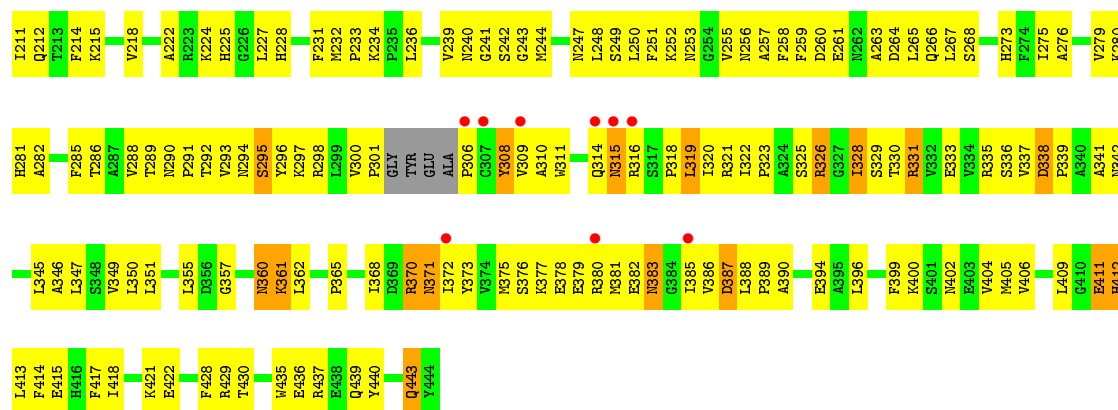 I211 Q212 T213 F214 K215 V218 A222 R223 K224 H225 G226 L227 H228 F231 M232 P233 K234 P235 L236 V239 N240 G241 S242 G243 M244 N247 L248 S249 L250 F251 K252 N253 G254 V255 N256 A257 F258 F259 D260 E261 N262 A263 D264 L265 Q266 L267 S268 H273 F274 I275 A276 V279 K280
H281 A282 F285 T286 A287 V288 T289 N290 P291 T292 V293 N294 S295 Y296 K297 R298 L299 V300 P301 GLY TYR GLU ALA P306 C307 Y308 V309 A310 W311 Q314 N315 R316 S317 P318 L319 I320 R321 I322 P323 A324 S325 R326 G327 I328 S329 T330 R331 V332 E333 V334 R335 S336 V337 D338 P339 A340 A341 N342
L345 A346 L347 S348 V349 L350 L351 L355 D356 G357 N360 K361 L362 P365 I368 D369 R370 N371 I372 Y373 V374 M375 S376 K377 E378 E379 R380 M381 E382 N383 G384 I385 V386 D387 L388 P389 A390 E394 A395 L396 F399 K400 S401 N402 E403 V404 M405 V406 L409 G410 E411 H412
L413 F414 E415 H416 F417 I418 K421 E422 F428 R429 T430 W435 E436 R437 E438 Q439 Y440 Q443 Y444